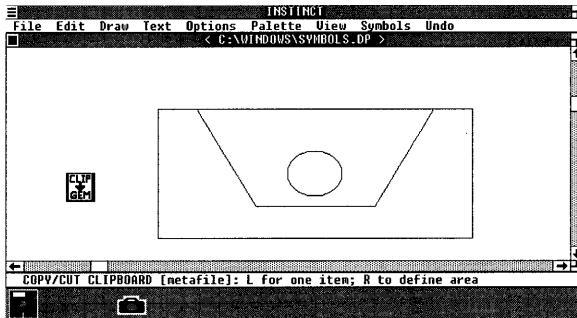 INSTINCT
File Edit Draw Text Options Palette View Symbols Undo
< C:\WINDOWS\SYMBOLS.DP >
CLIP
GEM
COPY/CUT CLIPBOARD [metafile]: L for one item; R to define area